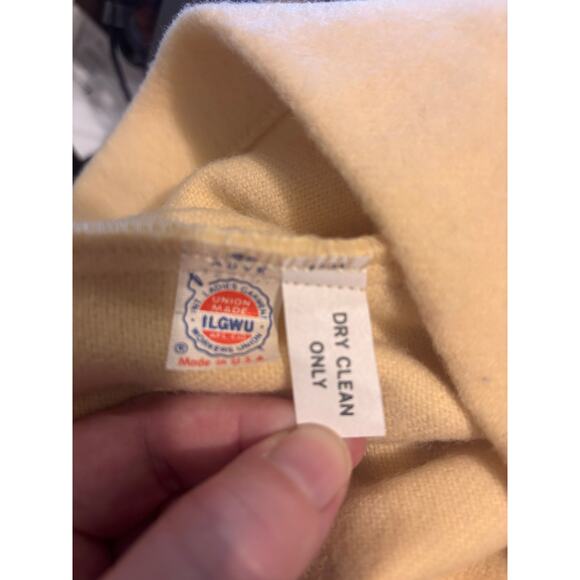 INT. LADIES GARMENT
UNION
MADE
ILGWU
AFL CIO
WORKERS UNION
®
Made in U.S.A.
DRY CLEAN
ONLY